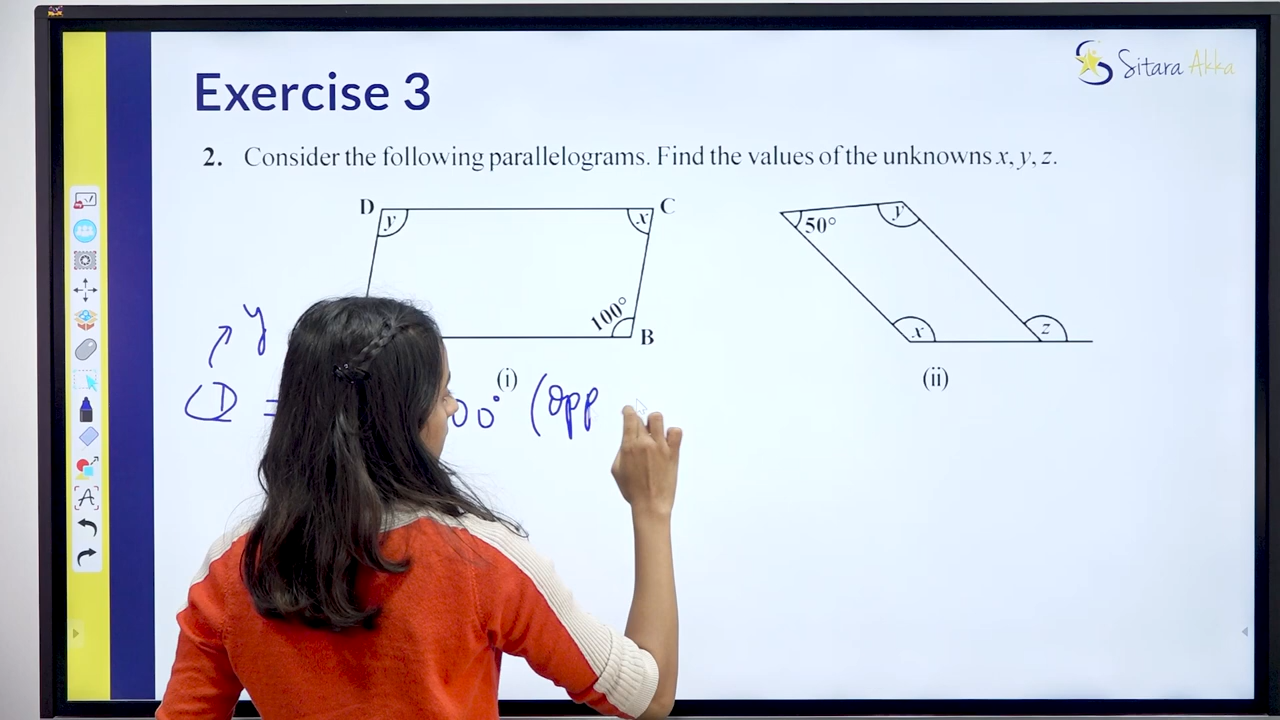 Sitara Akka
Exercise 3
2. Consider the following parallelograms. Find the values of the unknowns x, y, z.
D y x C
100° B
(i)
50° y
x z
(ii)
y
D = 00° (opp